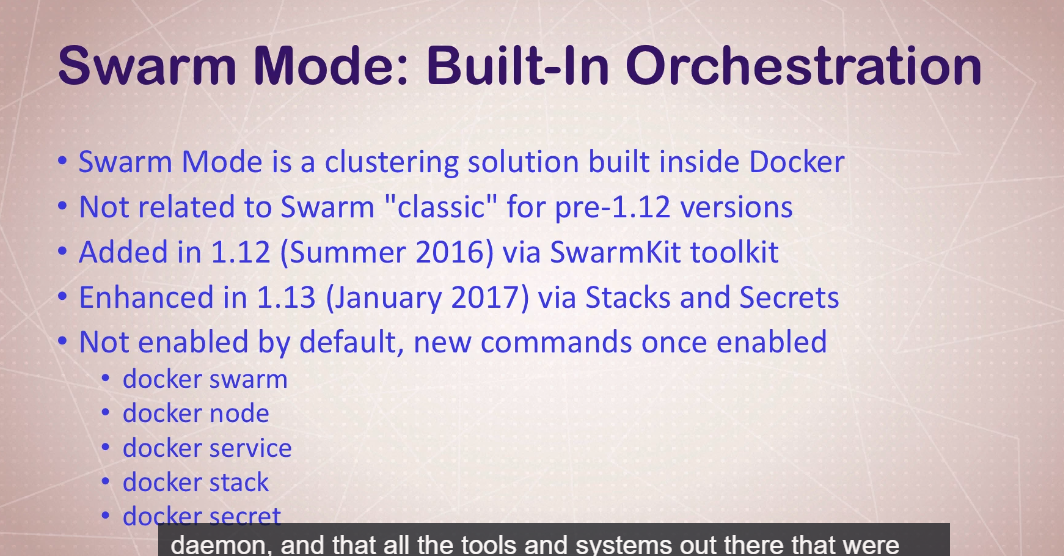 Swarm Mode: Built-In Orchestration
• Swarm Mode is a clustering solution built inside Docker
• Not related to Swarm "classic" for pre-1.12 versions
• Added in 1.12 (Summer 2016) via SwarmKit toolkit
• Enhanced in 1.13 (January 2017) via Stacks and Secrets
• Not enabled by default, new commands once enabled
• docker swarm
• docker node
• docker service
• docker stack
• docker secret
daemon, and that all the tools and systems out there that were